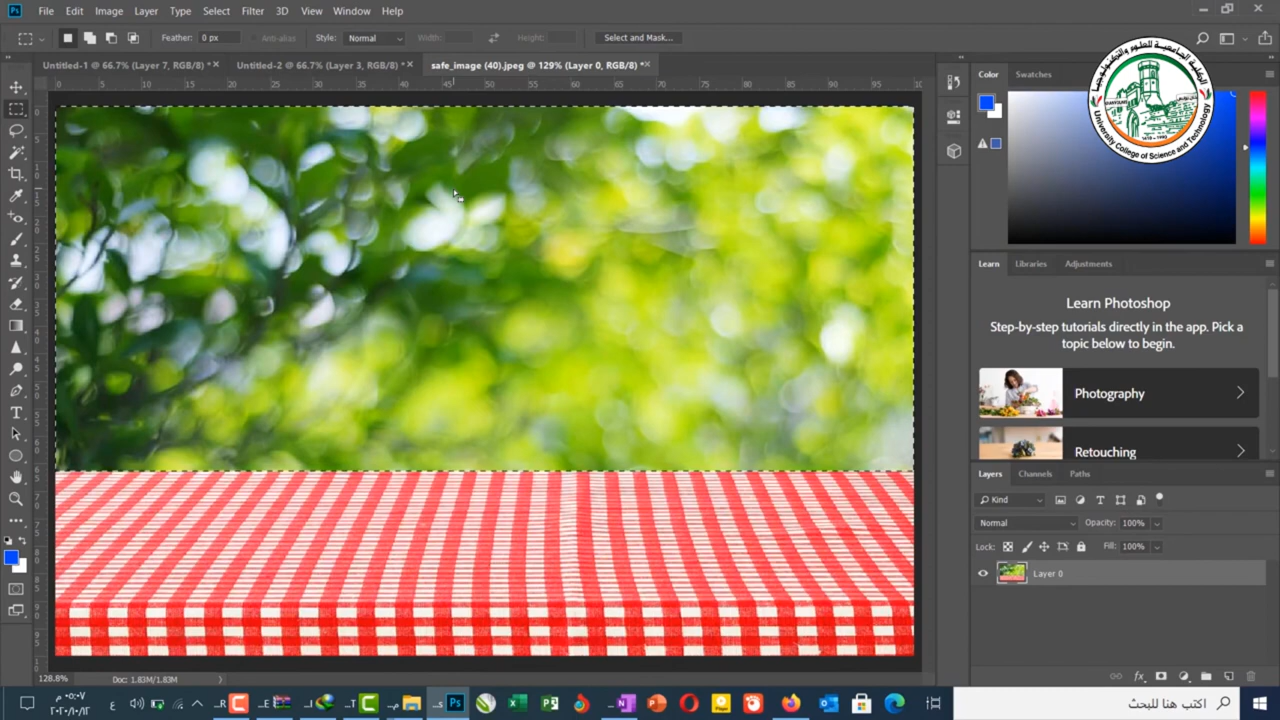 File Edit Image Layer Type Select Filter 3D View Window Help
Feather: 0 px Anti-alias Style: Normal Width: Height: Select and Mask...
Untitled-1 @ 66.7% (Layer 7, RGB/8) * Untitled-2 @ 66.7% (Layer 3, RGB/8) * safe_image (40).jpeg @ 129% (Layer 0, RGB/8) *
Color Swatches
University College of Science and Technology
Learn Libraries Adjustments
Learn Photoshop
Step-by-step tutorials directly in the app. Pick a
topic below to begin.
Photography
Retouching
Layers Channels Paths
Kind
Normal Opacity: 100%
Lock: Fill: 100%
Layer 0
128.8% Doc: 1.83M/1.83M
اكتب هنا للبحث